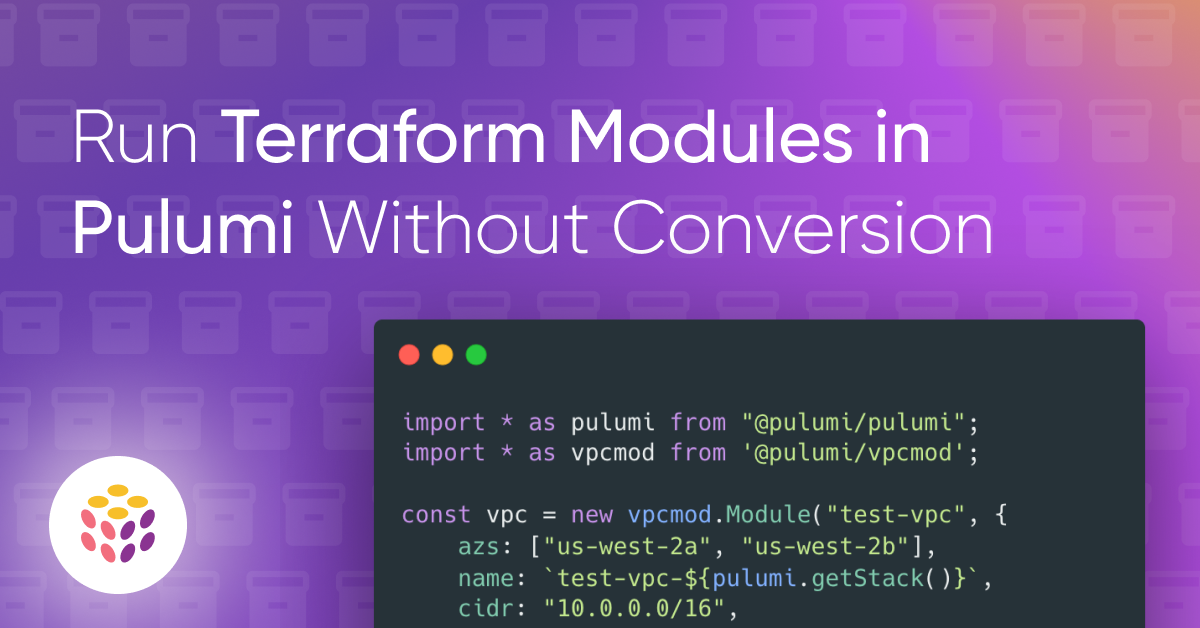 Run Terraform Modules in
Pulumi Without Conversion
import * as pulumi from "@pulumi/pulumi";
import * as vpcmod from '@pulumi/vpcmod';
const vpc = new vpcmod.Module("test-vpc", {
    azs: ["us-west-2a", "us-west-2b"],
    name: `test-vpc-${pulumi.getStack()}`,
    cidr: "10.0.0.0/16",